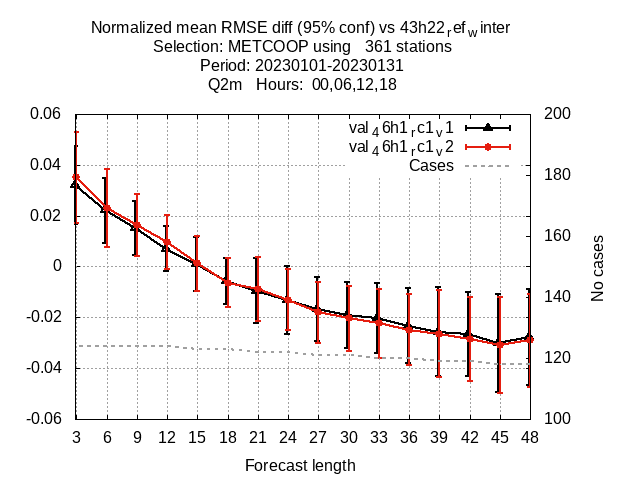 Normalized mean RMSE diff (95% conf) vs 43h22ref_winter
Selection: METCOOP using 361 stations
Period: 20230101-20230131
Q2m Hours: 00,06,12,18
0.06
0.04
0.02
0
-0.02
-0.04
-0.06
200
180
160
140
120
100
No cases
val46h1rc1v1
val46h1rc1v2
Cases
3 6 9 12 15 18 21 24 27 30 33 36 39 42 45 48
Forecast length